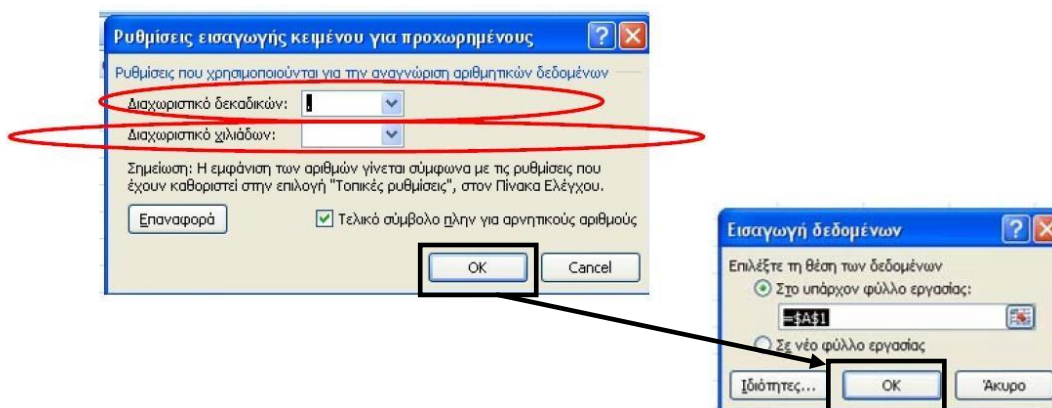 Ρυθμίσεις εισαγωγής κειμένου για προχωρημένους
Ρυθμίσεις που χρησιμοποιούνται για την αναγνώριση αριθμητικών δεδομένων
Διαχωριστικό δεκαδικών: .
Διαχωριστικό χιλιάδων:
Σημείωση: Η εμφάνιση των αριθμών γίνεται σύμφωνα με τις ρυθμίσεις που
έχουν καθοριστεί στην επιλογή "Τοπικές ρυθμίσεις", στον Πίνακα Ελέγχου.
Επαναφορά
Τελικό σύμβολο πλην για αρνητικούς αριθμούς
OK
Cancel
Εισαγωγή δεδομένων
Επιλέξτε τη θέση των δεδομένων
Στο υπάρχον φύλλο εργασίας:
=$A$1
Σε νέο φύλλο εργασίας
Ιδιότητες...
OK
Άκυρο